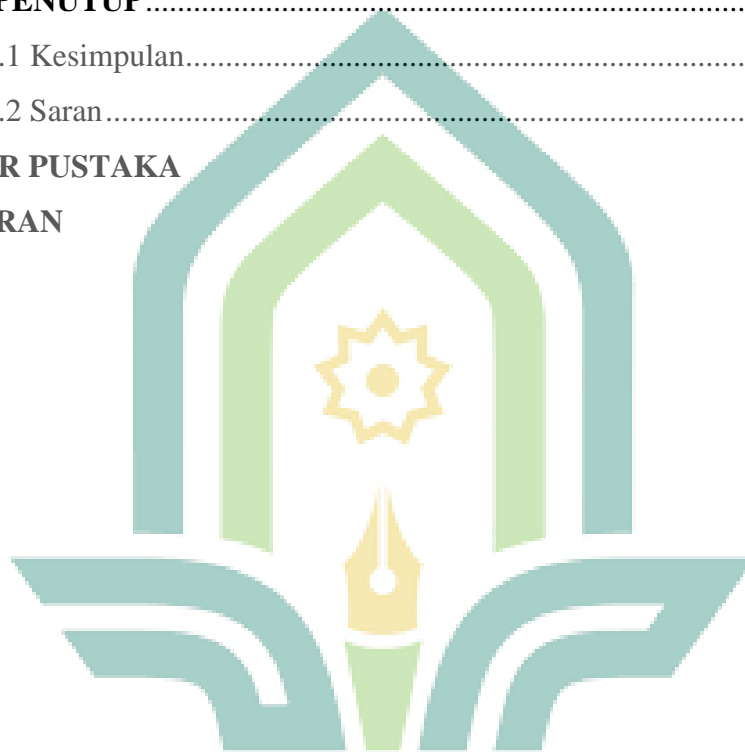 PENUTUP................................................................................
.1 Kesimpulan.........................................................................
.2 Saran....................................................................................
R PUSTAKA
RAN